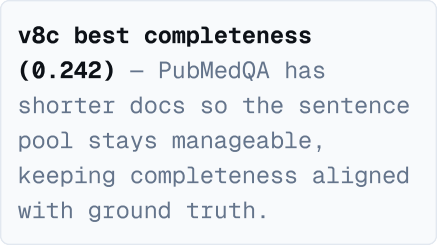 v8c best completeness
(0.242) — PubMedQA has
shorter docs so the sentence
pool stays manageable,
keeping completeness aligned
with ground truth.